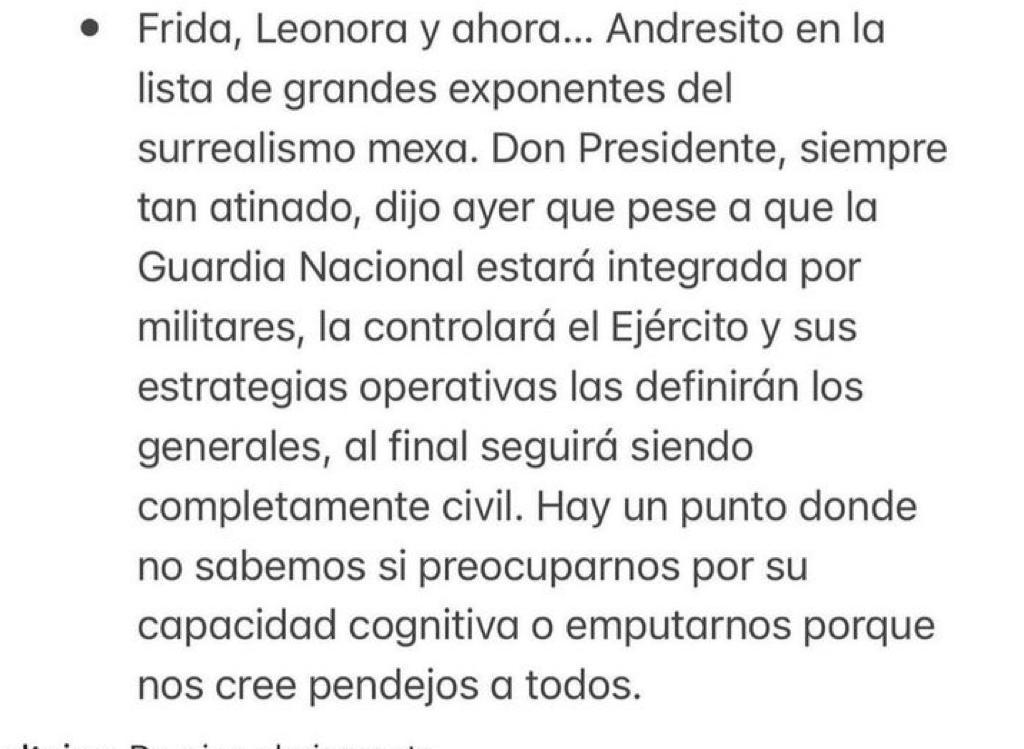 • Frida, Leonora y ahora... Andresito en la
lista de grandes exponentes del
surrealismo mexa. Don Presidente, siempre
tan atinado, dijo ayer que pese a que la
Guardia Nacional estará integrada por
militares, la controlará el Ejército y sus
estrategias operativas las definirán los
generales, al final seguirá siendo
completamente civil. Hay un punto donde
no sabemos si preocuparnos por su
capacidad cognitiva o emputarnos porque
nos cree pendejos a todos.